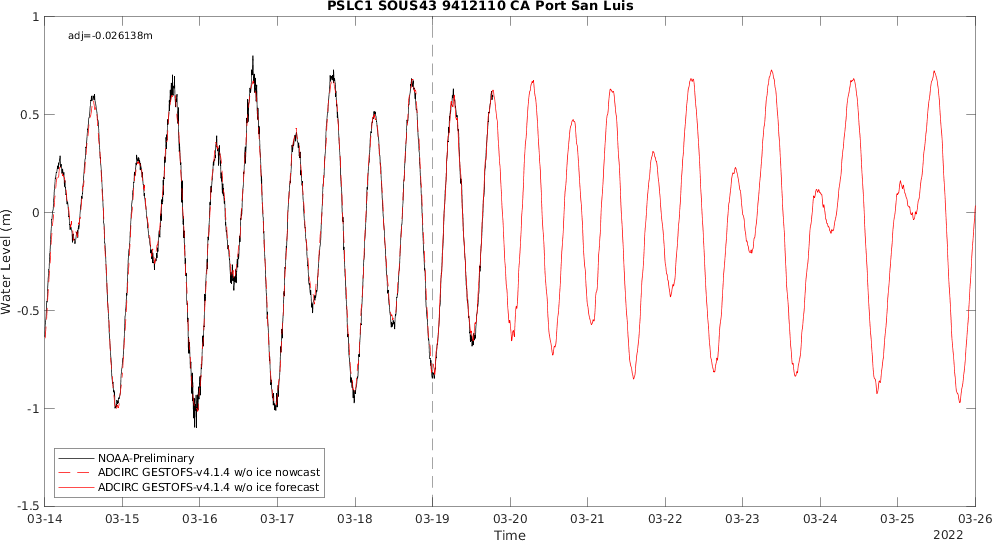 PSLC1 SOUS43 9412110 CA Port San Luis
adj=-0.026138m
1
0.5
0
-0.5
-1
-1.5
Water Level (m)
NOAA-Preliminary
ADCIRC GESTOFS-v4.1.4 w/o ice nowcast
ADCIRC GESTOFS-v4.1.4 w/o ice forecast
03-14 03-15 03-16 03-17 03-18 03-19 03-20 03-21 03-22 03-23 03-24 03-25 03-26
Time
2022